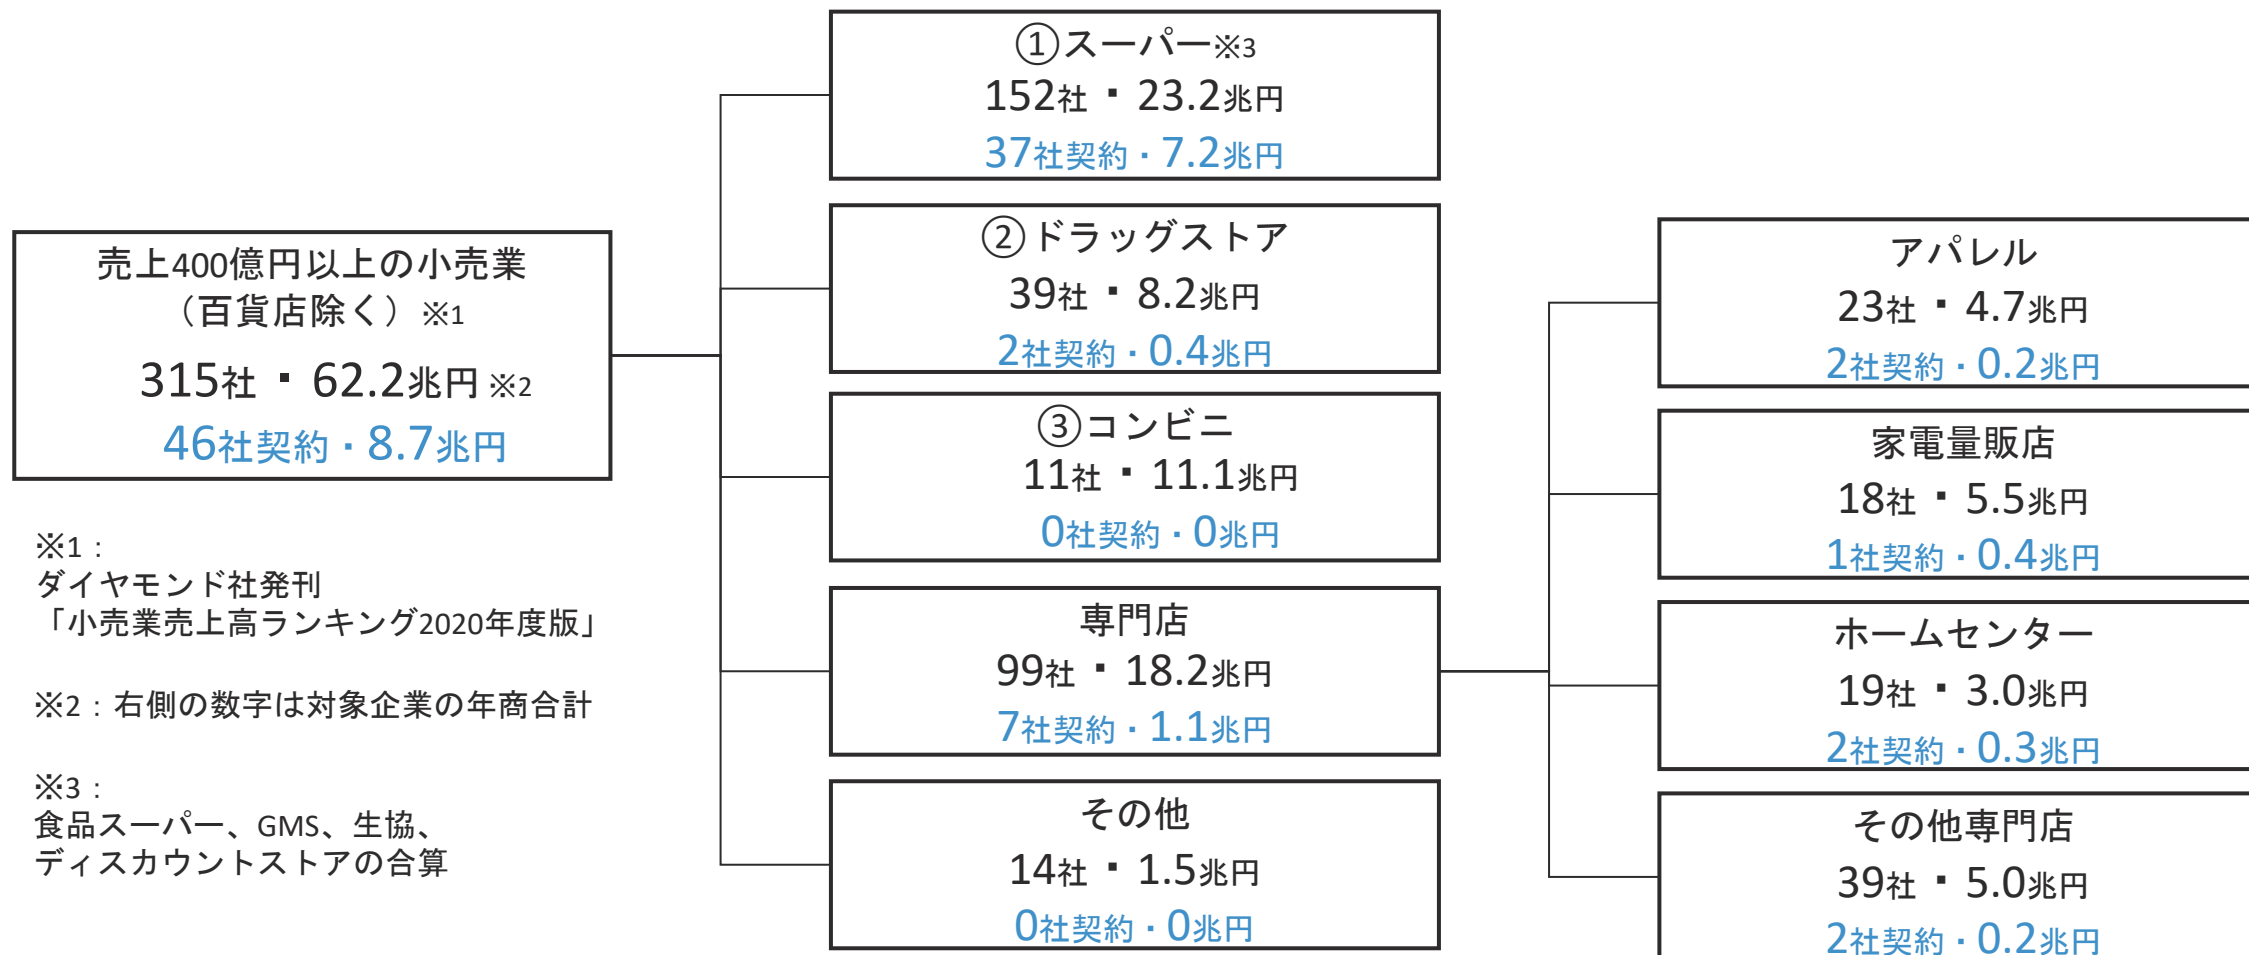 売上400億円以上の小売業
（百貨店除く）※1
315社 ・ 62.2兆円 ※2
46社契約・8.7兆円
※1：
ダイヤモンド社発刊
「小売業売上高ランキング2020年度版」
※2：右側の数字は対象企業の年商合計
※3：
食品スーパー、GMS、生協、
ディスカウントストアの合算
①スーパー※3
152社 ・ 23.2兆円
37社契約・7.2兆円
②ドラッグストア
39社 ・ 8.2兆円
2社契約・0.4兆円
③コンビニ
11社 ・ 11.1兆円
0社契約・0兆円
専門店
99社 ・ 18.2兆円
7社契約・1.1兆円
その他
14社 ・ 1.5兆円
0社契約・0兆円
アパレル
23社 ・ 4.7兆円
2社契約・0.2兆円
家電量販店
18社 ・ 5.5兆円
1社契約・0.4兆円
ホームセンター
19社 ・ 3.0兆円
2社契約・0.3兆円
その他専門店
39社 ・ 5.0兆円
2社契約・0.2兆円